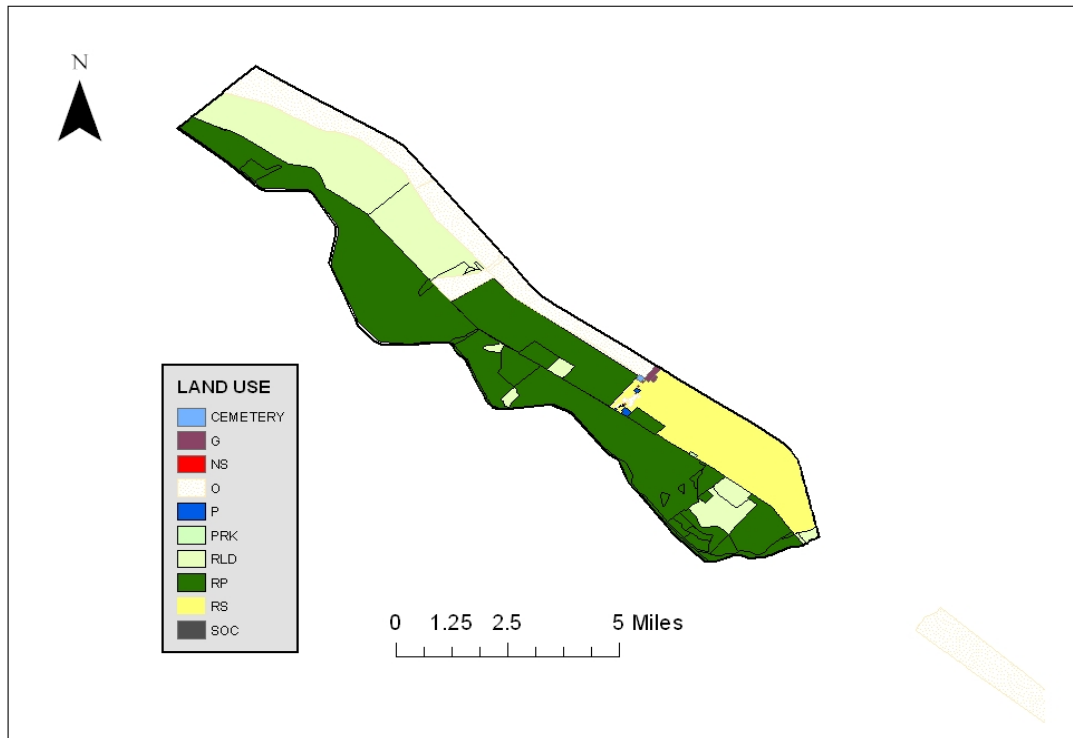 N
LAND USE
CEMETERY
G
NS
O
P
PRK
RLD
RP
RS
SOC
0 1.25 2.5 5 Miles